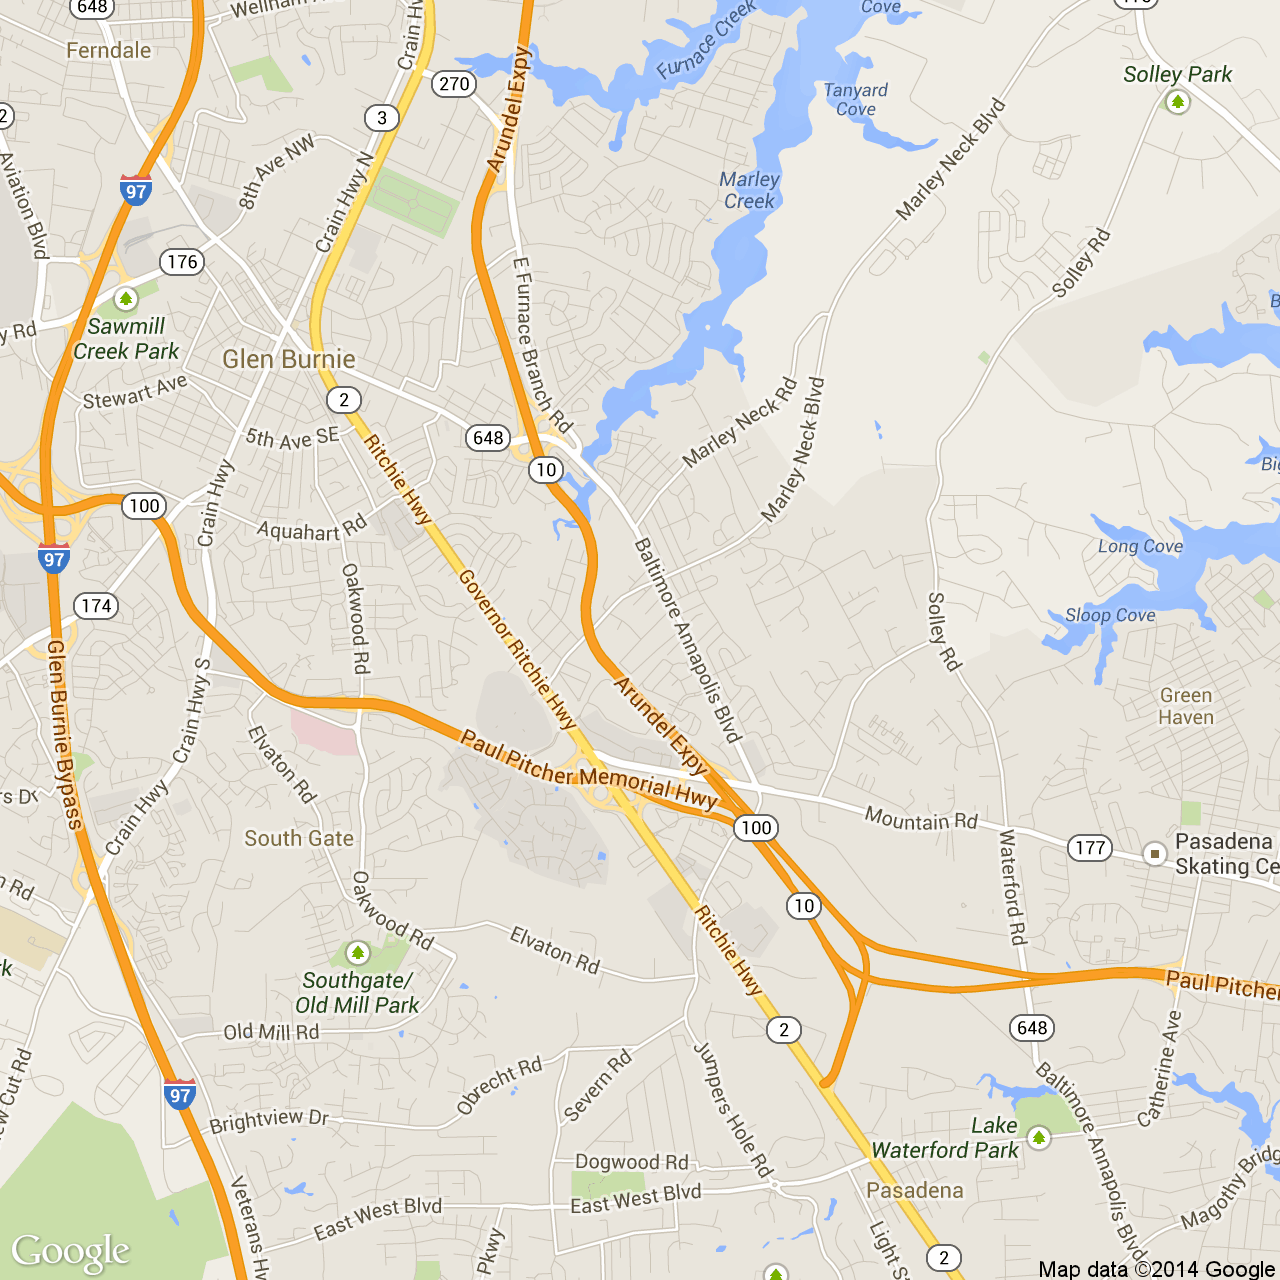 648
Wellham
Ferndale
Crain Hwy
270
Arundel Expy
Furnace Creek
Cove
Tanyard
Cove
Solley Park
3
2
Aviation Blvd
97
8th Ave NW
Crain Hwy N
Marley
Creek
Marley Neck Blvd
Solley Rd
176
E Furnace Branch Rd
Sawmill
Creek Park
Rd
Glen Burnie
Stewart Ave
2
5th Ave SE
648
10
Marley Neck Rd
Marley Neck Blvd
Ritchie Hwy
Crain Hwy
100
Aquahart Rd
97
Long Cove
Baltimore Annapolis Blvd
Oakwood Rd
Governor Ritchie Hwy
174
Sloop Cove
Solley Rd
Glen Burnie Bypass
Crain Hwy S
Green
Haven
Arundel Expy
Elvaton Rd
Paul Pitcher Memorial Hwy
Crain Hwy
South Gate
100
Mountain Rd
177
Pasadena
Skating Ce
Waterford Rd
Oakwood Rd
10
Elvaton Rd
Ritchie Hwy
Southgate/
Old Mill Park
Paul Pitcher
Old Mill Rd
2
648
Catherine Ave
97
Obrecht Rd
Severn Rd
Jumpers Hole Rd
Baltimore Annapolis Blvd
Brightview Dr
Lake
Waterford Park
Dogwood Rd
Pasadena
Magothy Bridg
Veterans Hw
East West Blvd
East West Blvd
Pkwy
Light S
2
Google
Map data ©2014 Google